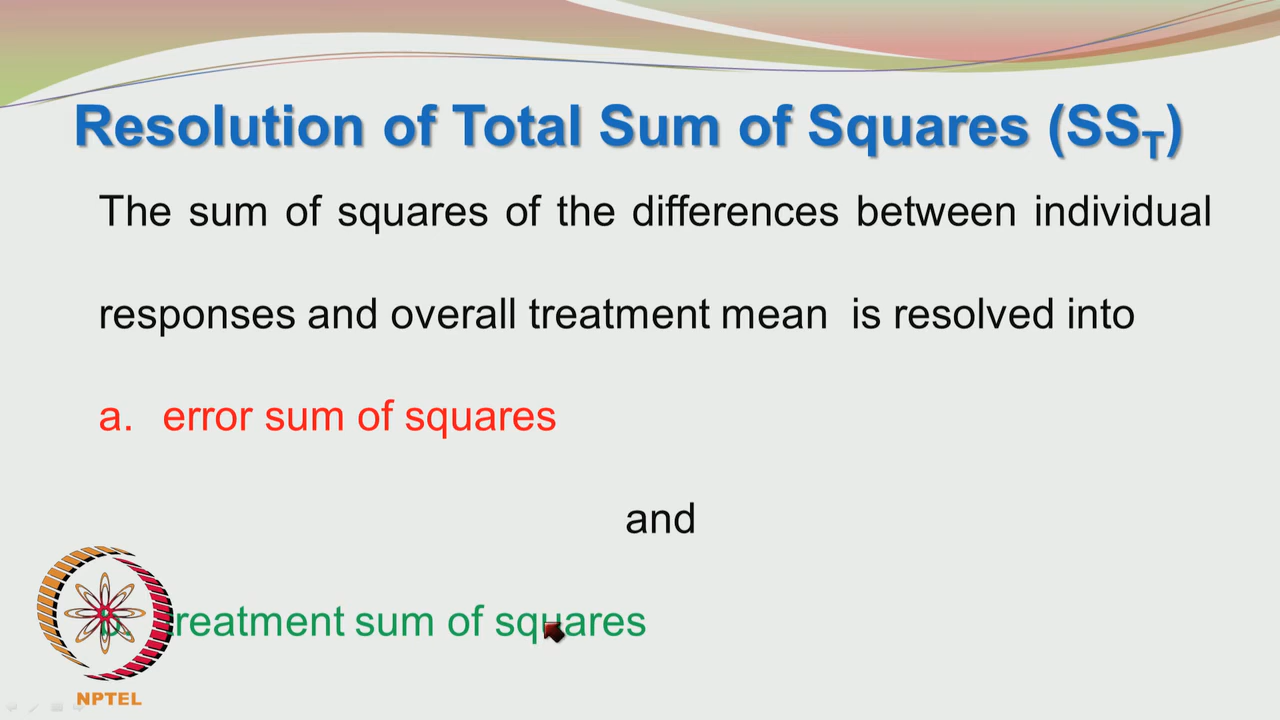 Resolution of Total Sum of Squares (SST)
The sum of squares of the differences between individual
responses and overall treatment mean is resolved into
a. error sum of squares
and
treatment sum of squares
NPTEL